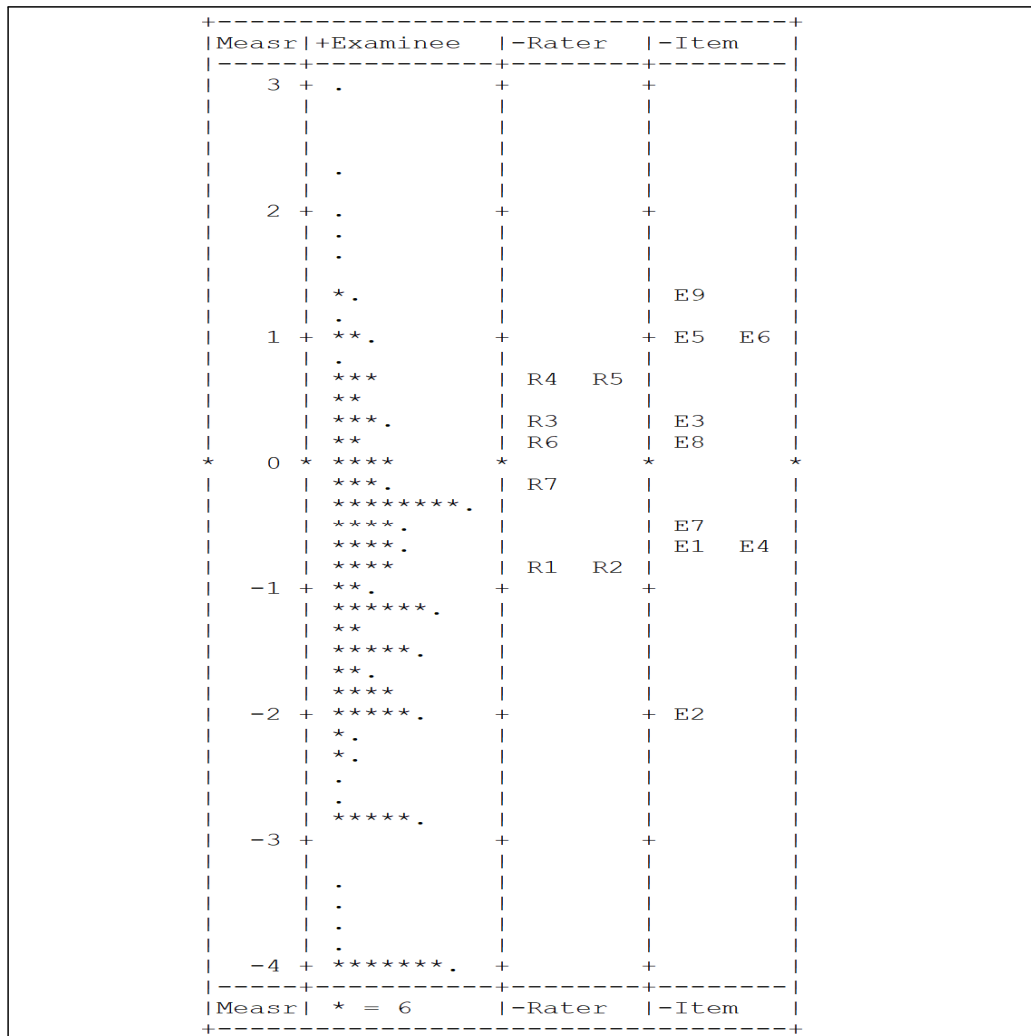 +-----------------------------------+
|Measr|+Examinee  |-Rater  |-Item   |
|-----+-----------+--------+--------|
|   3 + .         +        +        |
|     |           |        |        |
|     |           |        |        |
|     |           |        |        |
|     | .         |        |        |
|     |           |        |        |
|   2 + .         +        +        |
|     | .         |        |        |
|     | .         |        |        |
|     |           |        |        |
|     | *.        |        | E9     |
|     | .         |        |        |
|   1 + **.       +        + E5  E6 |
|     | .         |        |        |
|     | ***       | R4  R5 |        |
|     | **        |        |        |
|     | ***.      | R3     | E3     |
|     | **        | R6     | E8     |
*   0 * ****      *        *        *
|     | ***.      | R7     |        |
|     | ********. |        |        |
|     | ****.     |        | E7     |
|     | ****.     |        | E1  E4 |
|     | ****      | R1  R2 |        |
|  -1 + **.       +        +        |
|     | ******.   |        |        |
|     | **        |        |        |
|     | *****.    |        |        |
|     | **.       |        |        |
|     | ****      |        |        |
|  -2 + *****.    +        + E2     |
|     | *.        |        |        |
|     | *.        |        |        |
|     | .         |        |        |
|     | .         |        |        |
|     | *****.    |        |        |
|  -3 +           +        +        |
|     |           |        |        |
|     | .         |        |        |
|     | .         |        |        |
|     | .         |        |        |
|     | .         |        |        |
|  -4 + *******.  +        +        |
|-----+-----------+--------+--------|
|Measr| * = 6     |-Rater  |-Item   |
+-----------------------------------+